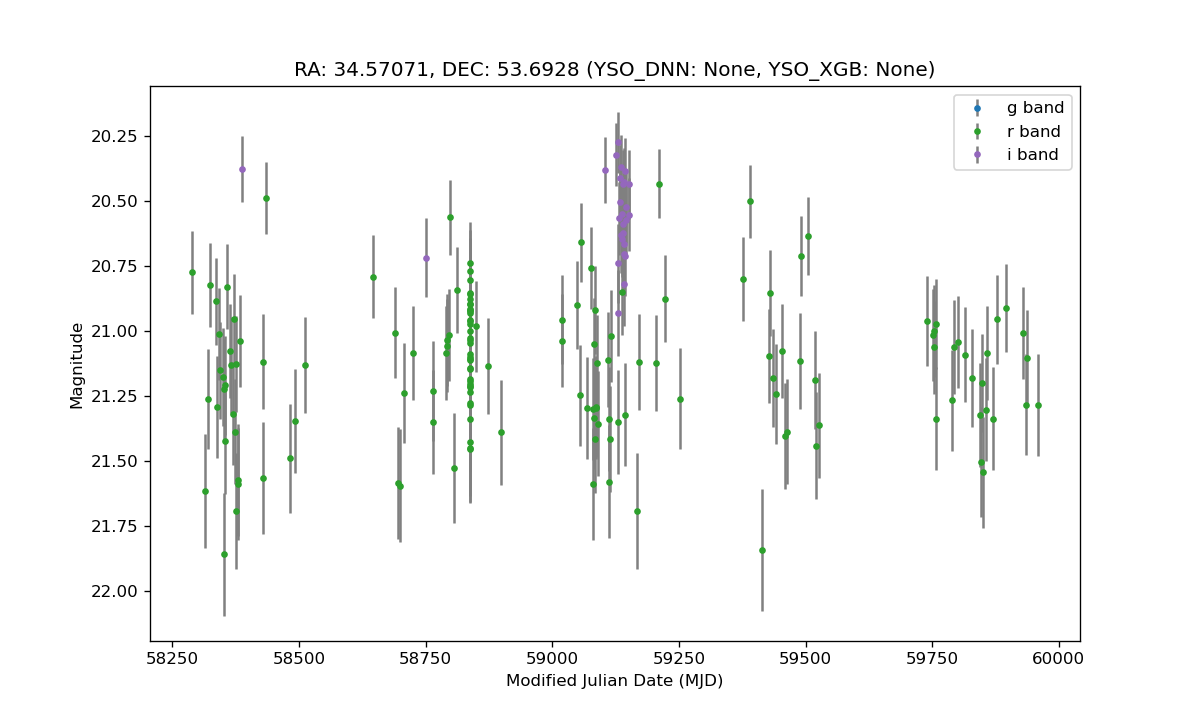 RA: 34.57071, DEC: 53.6928 (YSO_DNN: None, YSO_XGB: None)
g band
r band
i band
20.25
20.50
20.75
21.00
21.25
21.50
21.75
22.00
Magnitude
58250 58500 58750 59000 59250 59500 59750 60000
Modified Julian Date (MJD)